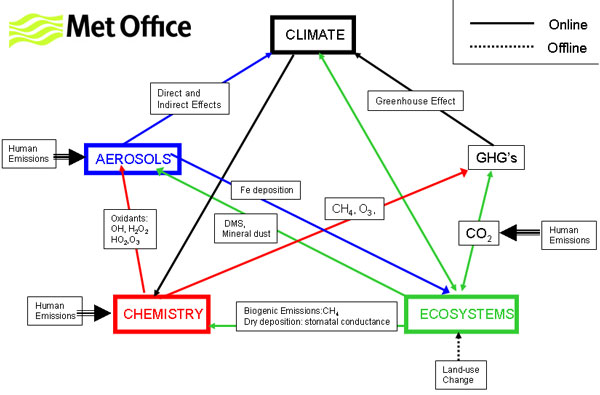 Met Office
CLIMATE
Online
Offline
Direct and
Indirect Effects
Greenhouse Effect
Human
Emissions
AEROSOLS
GHG's
Fe deposition
CH₄, O₃,
Oxidants:
OH, H₂O₂
HO₂,O₃
DMS,
Mineral dust
CO₂
Human
Emissions
Human
Emissions
CHEMISTRY
Biogenic Emissions:CH₄
Dry deposition: stomatal conductance
ECOSYSTEMS
Land-use
Change